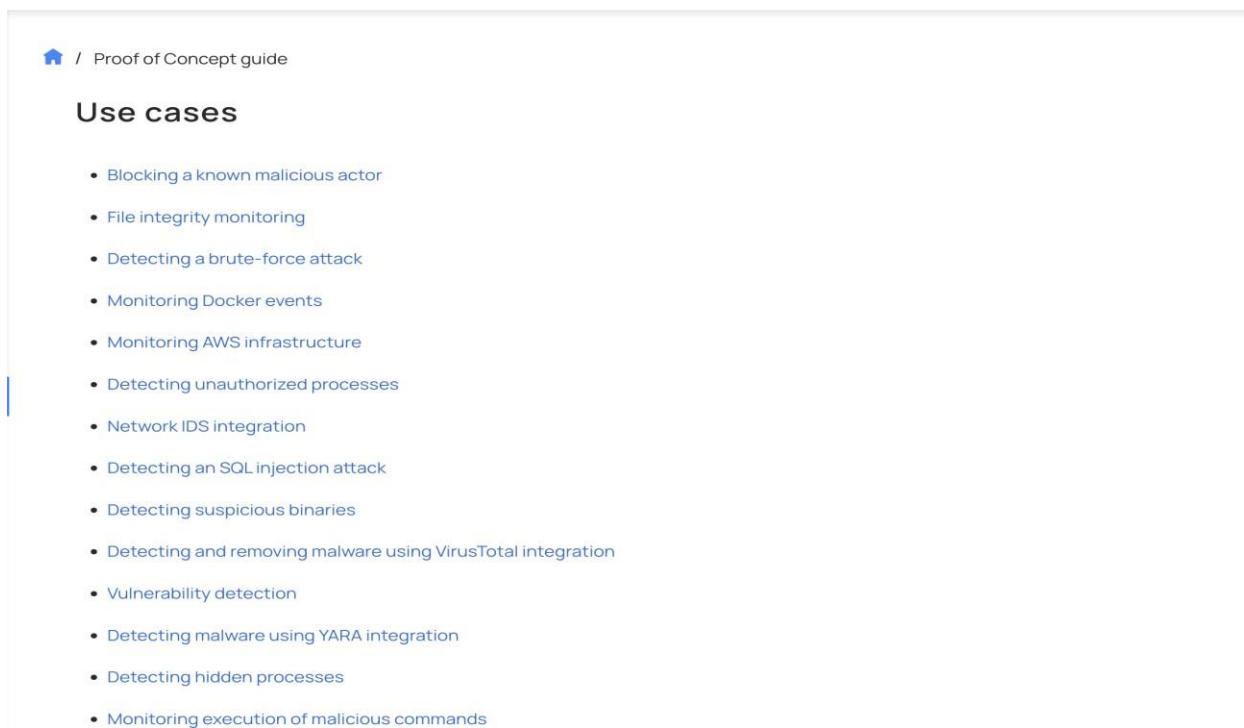 / Proof of Concept guide
Use cases
• Blocking a known malicious actor
• File integrity monitoring
• Detecting a brute-force attack
• Monitoring Docker events
• Monitoring AWS infrastructure
• Detecting unauthorized processes
• Network IDS integration
• Detecting an SQL injection attack
• Detecting suspicious binaries
• Detecting and removing malware using VirusTotal integration
• Vulnerability detection
• Detecting malware using YARA integration
• Detecting hidden processes
• Monitoring execution of malicious commands